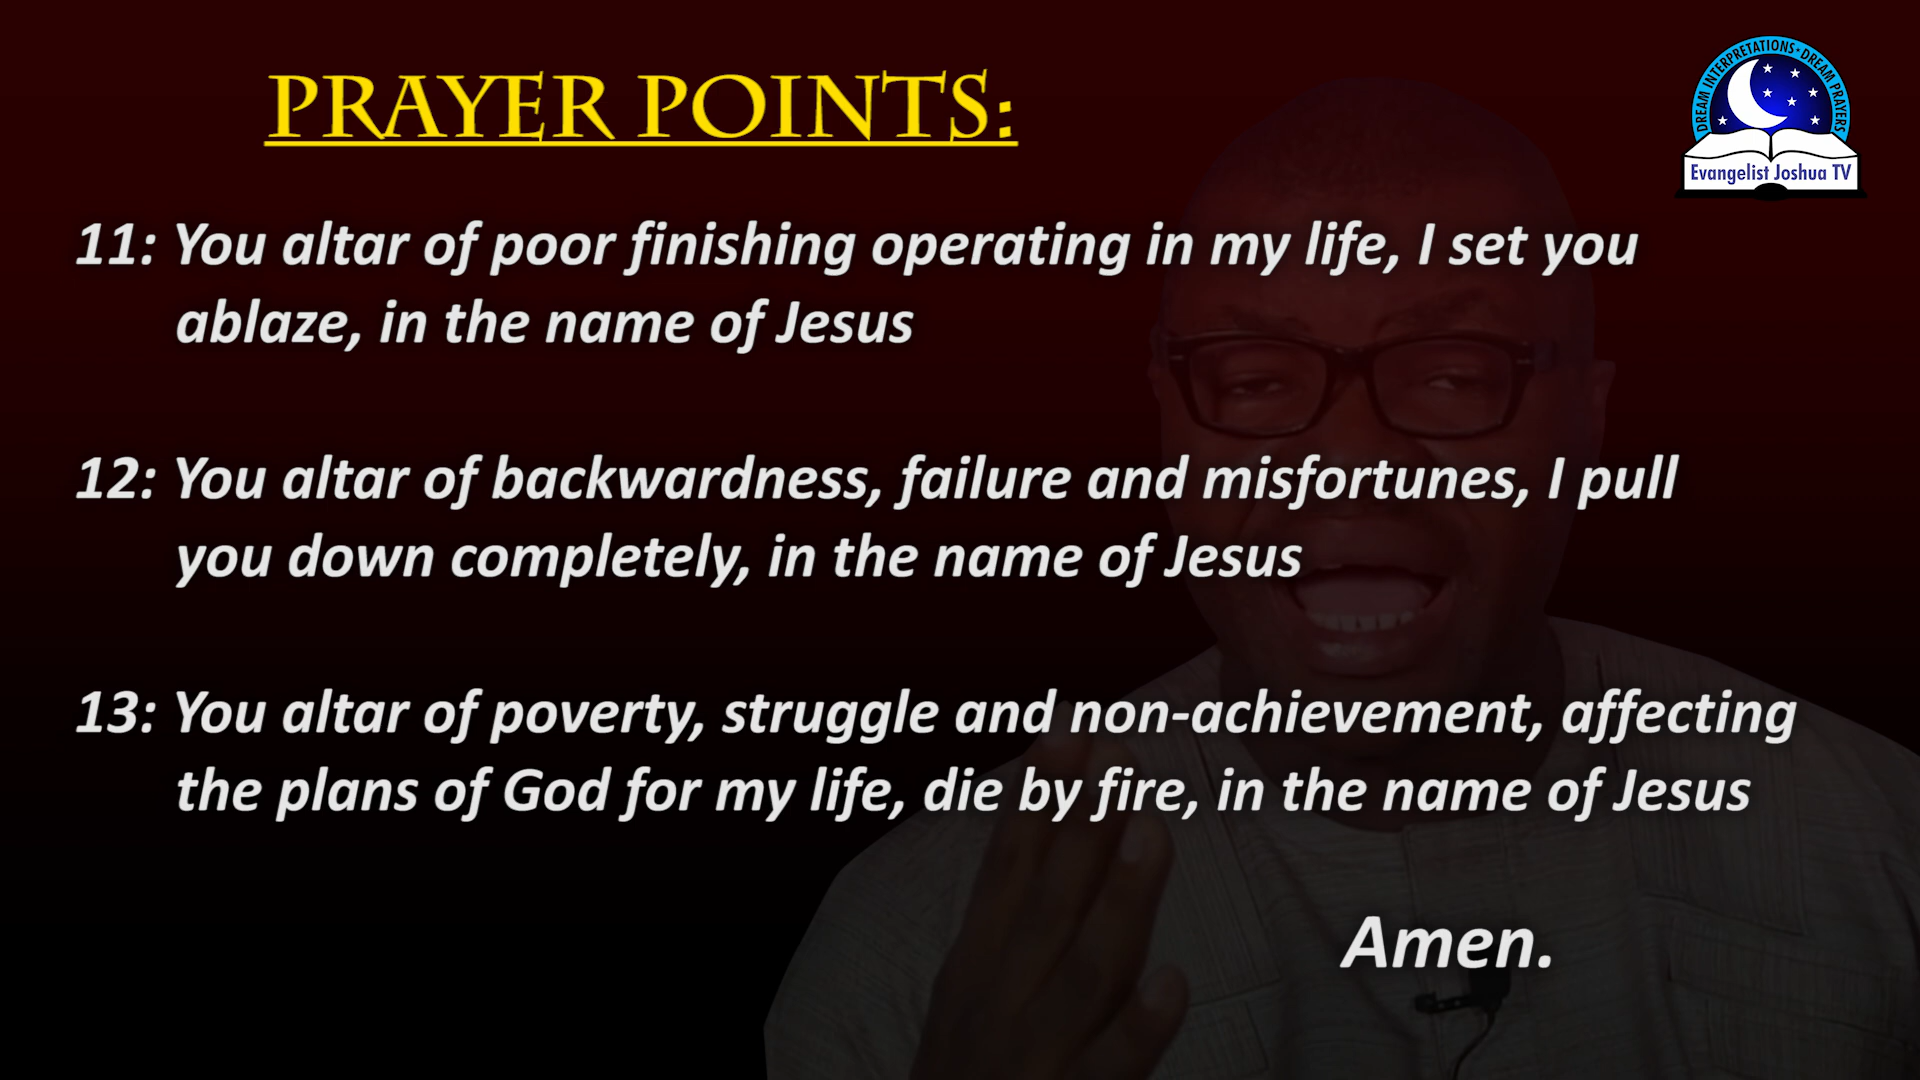 PRAYER POINTS:
DREAM INTERPRETATIONS · DREAM PRAYERS
Evangelist Joshua TV
11: You altar of poor finishing operating in my life, I set you
ablaze, in the name of Jesus
12: You altar of backwardness, failure and misfortunes, I pull
you down completely, in the name of Jesus
13: You altar of poverty, struggle and non-achievement, affecting
the plans of God for my life, die by fire, in the name of Jesus
Amen.